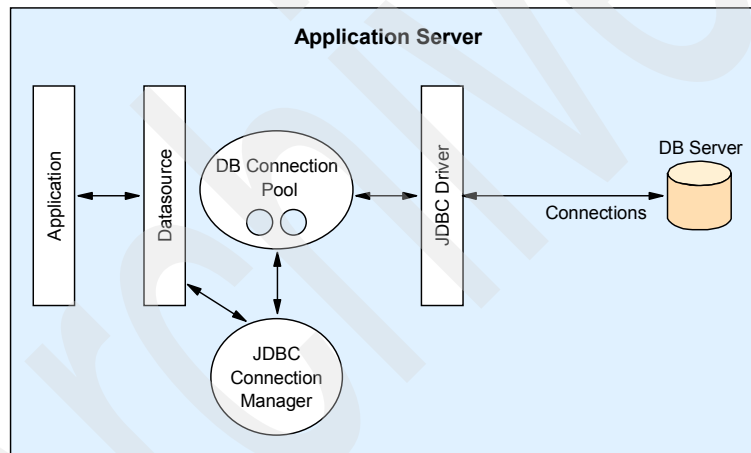 Application Server
Application
Datasource
DB Connection
Pool
JDBC
Connection
Manager
JDBC Driver
Connections
DB Server